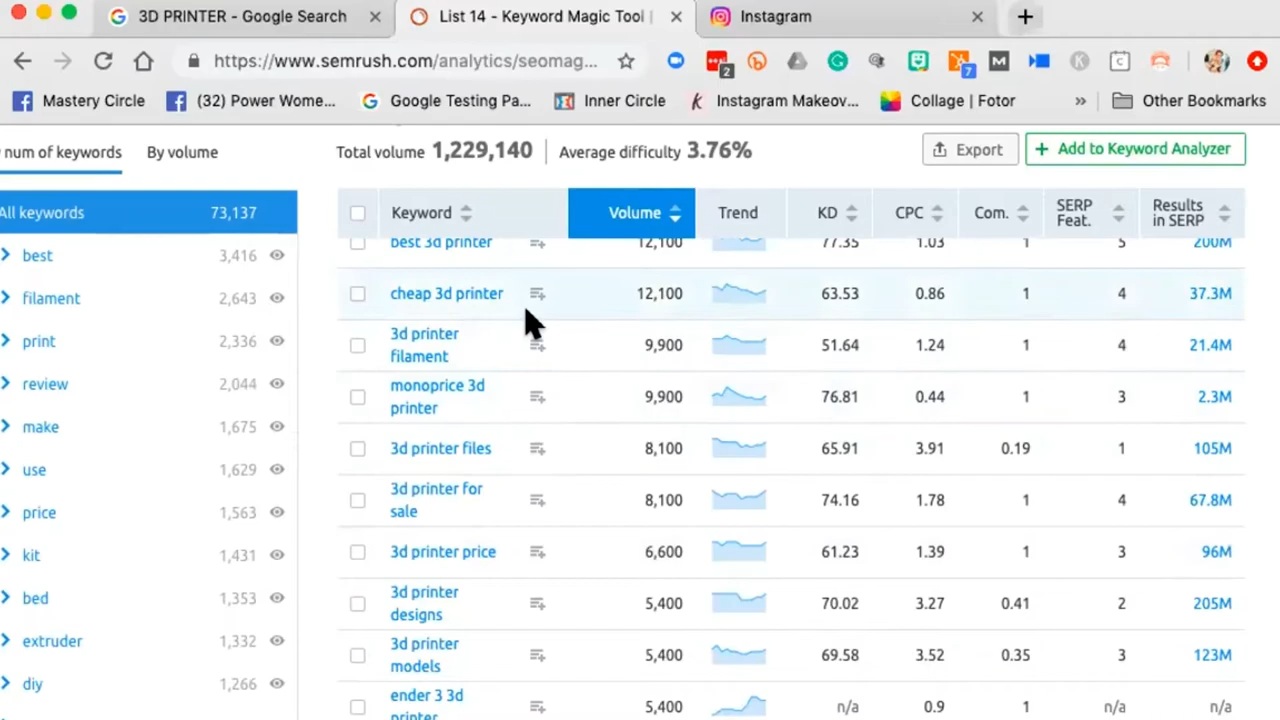 3D PRINTER - Google Search
List 14 - Keyword Magic Tool |
Instagram
https://www.semrush.com/analytics/seomag...
2
7
M
K
C
Mastery Circle
(32) Power Wome...
Google Testing Pa...
Inner Circle
Instagram Makeov...
Collage | Fotor
»
Other Bookmarks
num of keywords
By volume
Total volume 1,229,140
Average difficulty 3.76%
Export
+ Add to Keyword Analyzer
All keywords 73,137
best 3,416
filament 2,643
print 2,336
review 2,044
make 1,675
use 1,629
price 1,563
kit 1,431
bed 1,353
extruder 1,332
diy 1,266
Keyword Volume Trend KD CPC Com. SERP Feat. Results in SERP
best 3d printer 12,100 77.35 1.03 1 5 200M
cheap 3d printer 12,100 63.53 0.86 1 4 37.3M
3d printer
filament 9,900 51.64 1.24 1 4 21.4M
monoprice 3d
printer 9,900 76.81 0.44 1 3 2.3M
3d printer files 8,100 65.91 3.91 0.19 1 105M
3d printer for
sale 8,100 74.16 1.78 1 4 67.8M
3d printer price 6,600 61.23 1.39 1 3 96M
3d printer
designs 5,400 70.02 3.27 0.41 2 205M
3d printer
models 5,400 69.58 3.52 0.35 3 123M
ender 3 3d
printer 5,400 n/a 0.9 1 n/a n/a